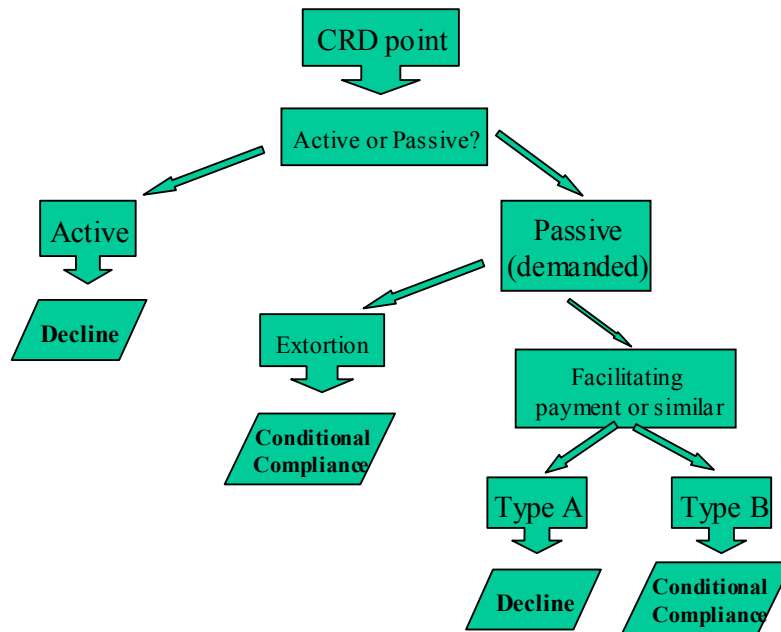 CRD point
Active or Passive?
Active
Passive
(demanded)
Decline
Extortion
Facilitating
payment or similar
Conditional
Compliance
Type A
Type B
Decline
Conditional
Compliance